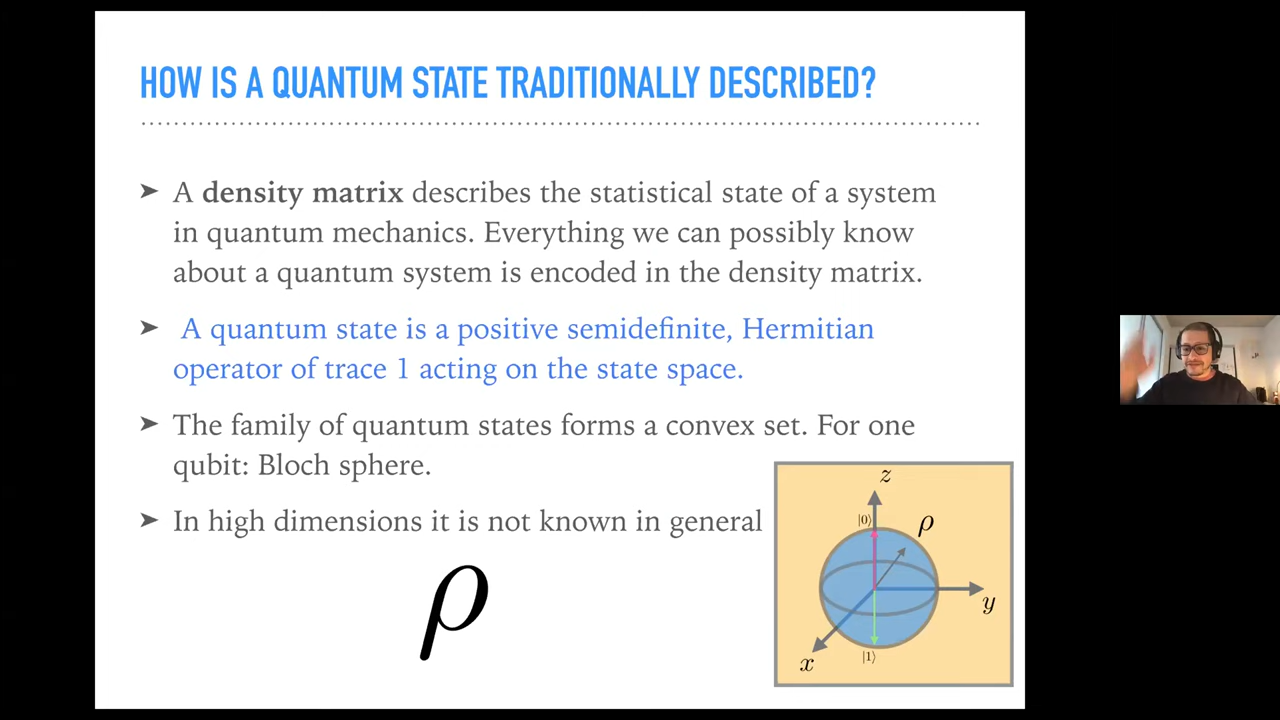 HOW IS A QUANTUM STATE TRADITIONALLY DESCRIBED?
➤ A density matrix describes the statistical state of a system
in quantum mechanics. Everything we can possibly know
about a quantum system is encoded in the density matrix.
➤ A quantum state is a positive semidefinite, Hermitian
operator of trace 1 acting on the state space.
➤ The family of quantum states forms a convex set. For one
qubit: Bloch sphere.
➤ In high dimensions it is not known in general
ρ
z
|0⟩
ρ
y
x
|1⟩